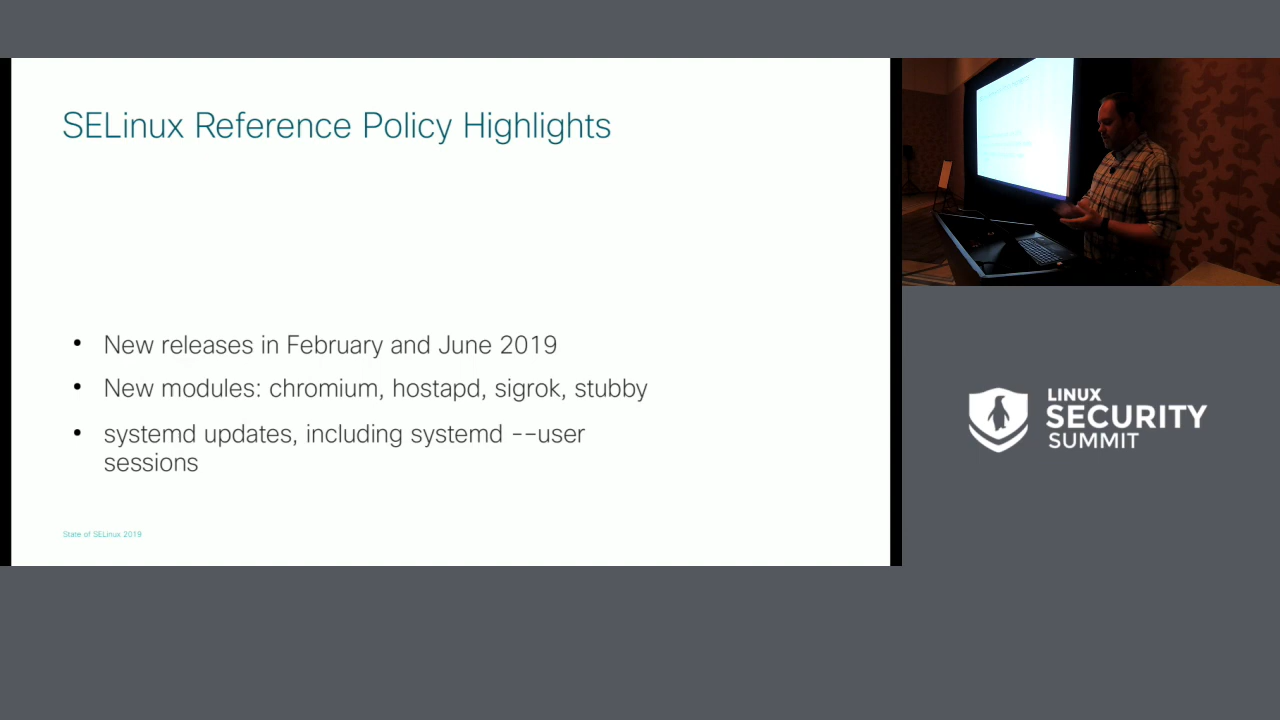 SELinux Reference Policy Highlights
• New releases in February and June 2019
• New modules: chromium, hostapd, sigrok, stubby
• systemd updates, including systemd --user
sessions
State of SELinux 2019
LINUX
SECURITY
SUMMIT